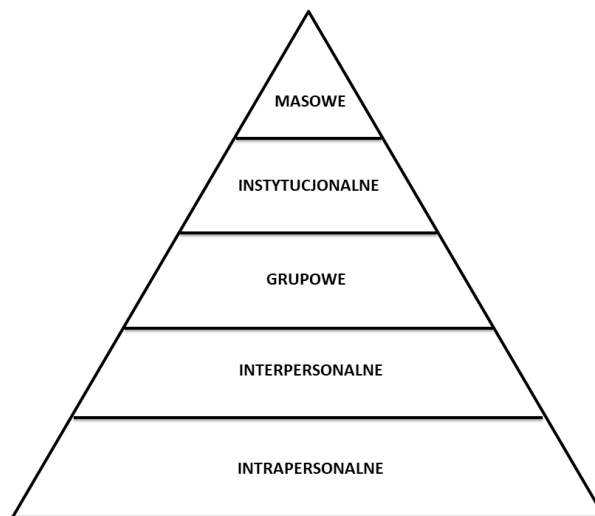 MASOWE
INSTYTUCJONALNE
GRUPOWE
INTERPERSONALNE
INTRAPERSONALNE